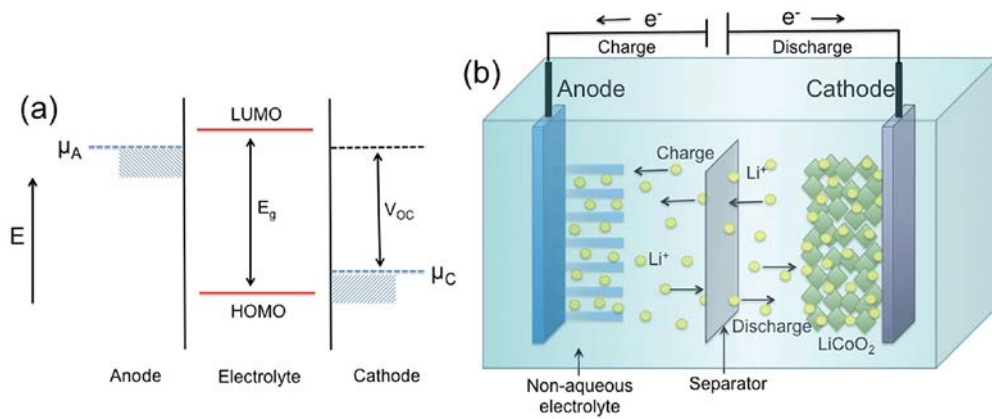 (a)
LUMO
μA
E
Eg
VOC
μC
HOMO
Anode
Electrolyte
Cathode
(b)
e-
e-
Charge
Discharge
Anode
Cathode
Charge
Li+
Li+
Discharge
LiCoO2
Non-aqueous
electrolyte
Separator